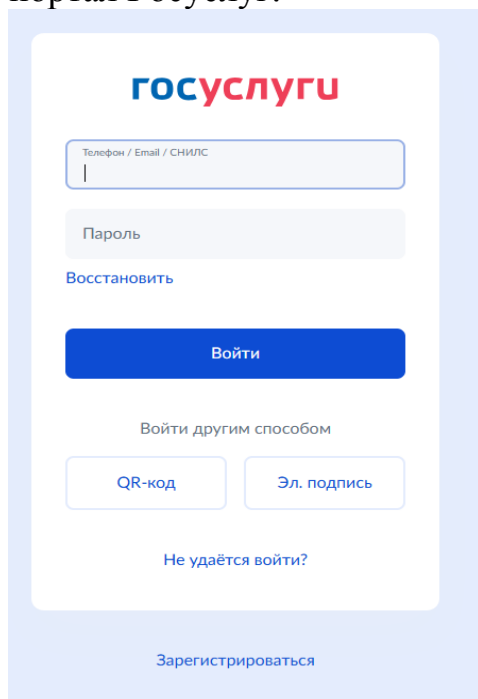 портал Госуслуг.
госуслуги
Телефон / Email / СНИЛС
Пароль
Восстановить
Войти
Войти другим способом
QR-код
Эл. подпись
Не удаётся войти?
Зарегистрироваться